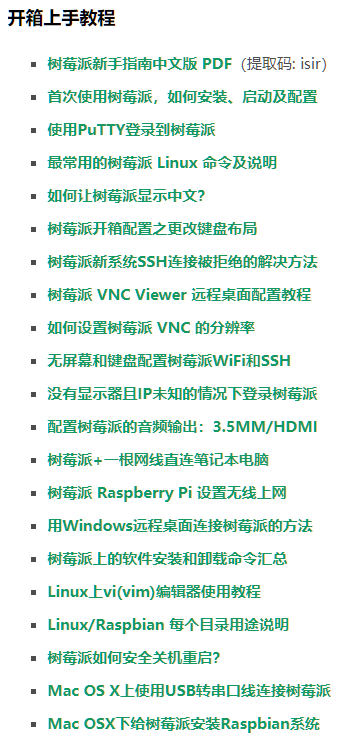 开箱上手教程
树莓派新手指南中文版 PDF（提取码: isir）
首次使用树莓派，如何安装、启动及配置
使用PuTTY登录到树莓派
最常用的树莓派 Linux 命令及说明
如何让树莓派显示中文？
树莓派开箱配置之更改键盘布局
树莓派新系统SSH连接被拒绝的解决方法
树莓派 VNC Viewer 远程桌面配置教程
如何设置树莓派 VNC 的分辨率
无屏幕和键盘配置树莓派WiFi和SSH
没有显示器且IP未知的情况下登录树莓派
配置树莓派的音频输出：3.5MM/HDMI
树莓派+一根网线直连笔记本电脑
树莓派 Raspberry Pi 设置无线上网
用Windows远程桌面连接树莓派的方法
树莓派上的软件安装和卸载命令汇总
Linux上vi(vim)编辑器使用教程
Linux/Raspbian 每个目录用途说明
树莓派如何安全关机重启？
Mac OS X上使用USB转串口线连接树莓派
Mac OSX下给树莓派安装Raspbian系统